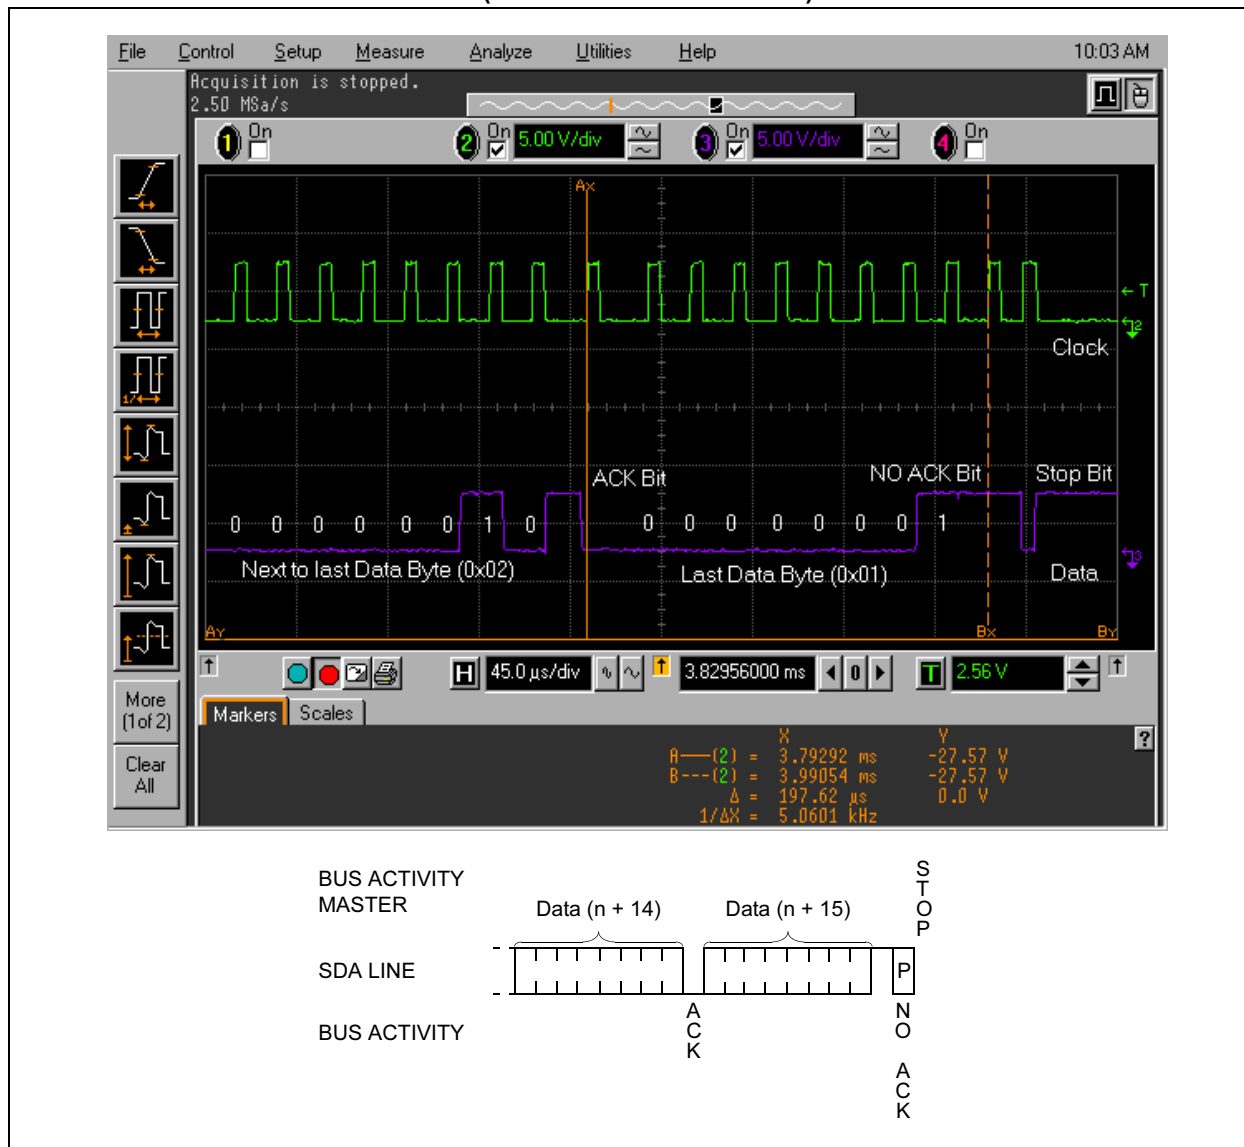 File Control Setup Measure Analyze Utilities Help 10:03 AM
Acquisition is stopped.
2.50 MSa/s
1 On 2 On 5.00 V/div 3 On 5.00 V/div 4 On
Ax
T
2
Clock
ACK Bit NO ACK Bit Stop Bit
0 0 0 0 0 0 1 0 0 0 0 0 0 0 0 1
3
Next to last Data Byte (0x02) Last Data Byte (0x01) Data
Ay Bx By
H 45.0 µs/div 3.82956000 ms 0 T 2.56 V
More
(1 of 2)
Clear
All
Markers Scales
?
X Y
A—(2) = 3.79292 ms -27.57 V
B---(2) = 3.99054 ms -27.57 V
Δ = 197.62 µs 0.0 V
1/ΔX = 5.0601 kHz
BUS ACTIVITY
MASTER
Data (n + 14) Data (n + 15)
STOP
SDA LINE
P
BUS ACTIVITY
ACK
NO ACK